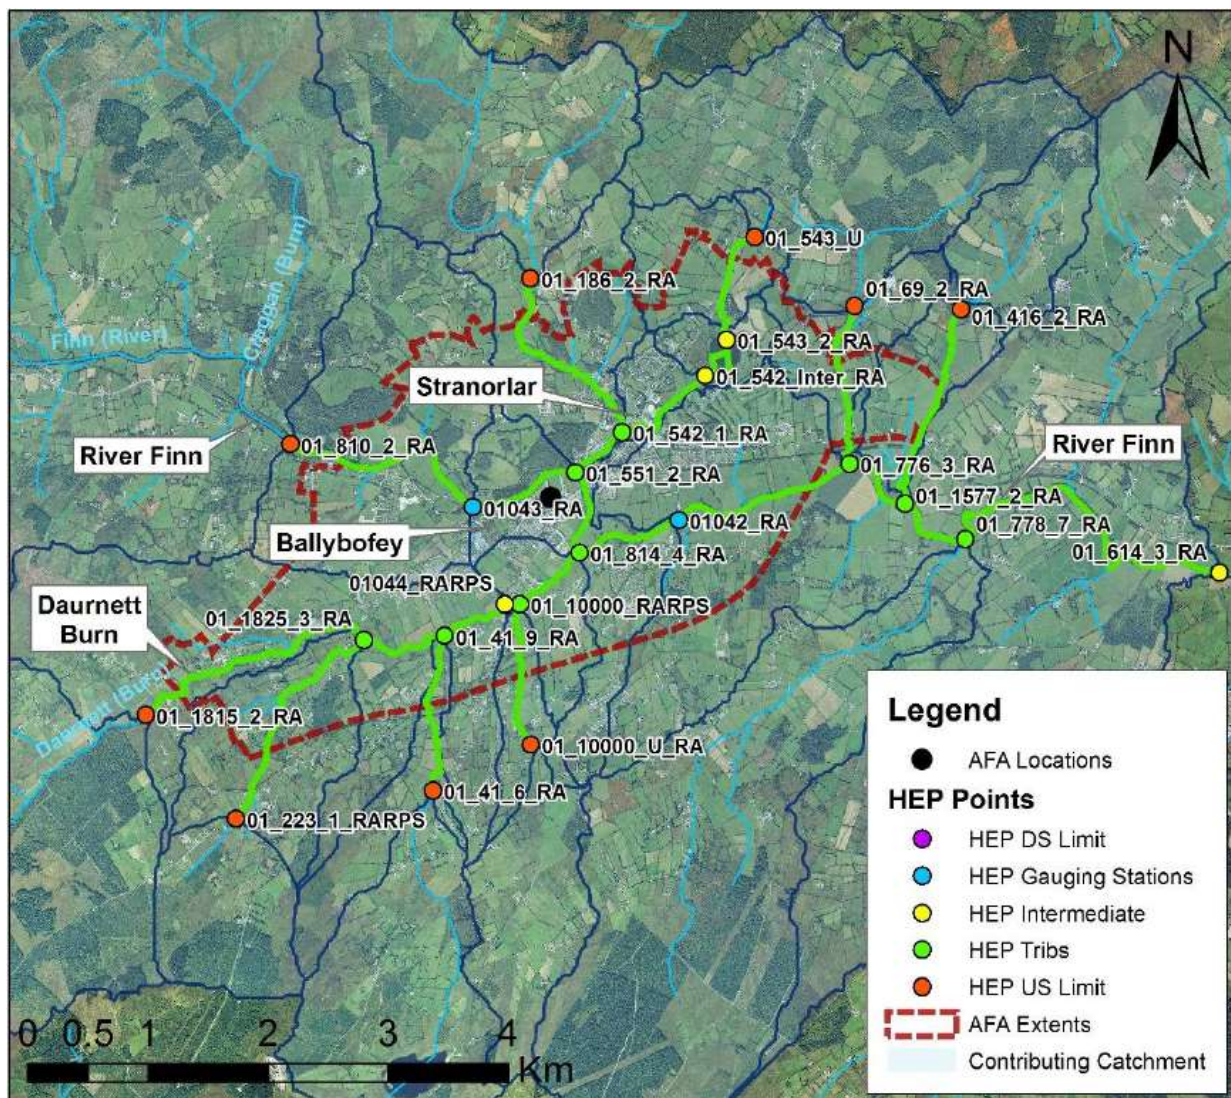 N
01_543_U
01_186_2_RA
01_69_2_RA
01_416_2_RA
Finn (River)
Creggan (Burn)
01_543_2_RA
01_542_Inter_RA
Stranorlar
01_542_1_RA
River Finn
01_810_2_RA
River Finn
01_776_3_RA
01_551_2_RA
01_1577_2_RA
01043_RA
01042_RA
Ballybofey
01_778_7_RA
01_814_4_RA
01_614_3_RA
01044_RARPS
01_10000_RARPS
Daurnett
Burn
01_1825_3_RA
01_41_9_RA
(Burn)
01_1815_2_RA
01_10000_U_RA
01_41_6_RA
01_223_1_RARPS
Legend
AFA Locations
HEP Points
HEP DS Limit
HEP Gauging Stations
HEP Intermediate
HEP Tribs
HEP US Limit
AFA Extents
Contributing Catchment
0 0.5 1 2 3 4
Km